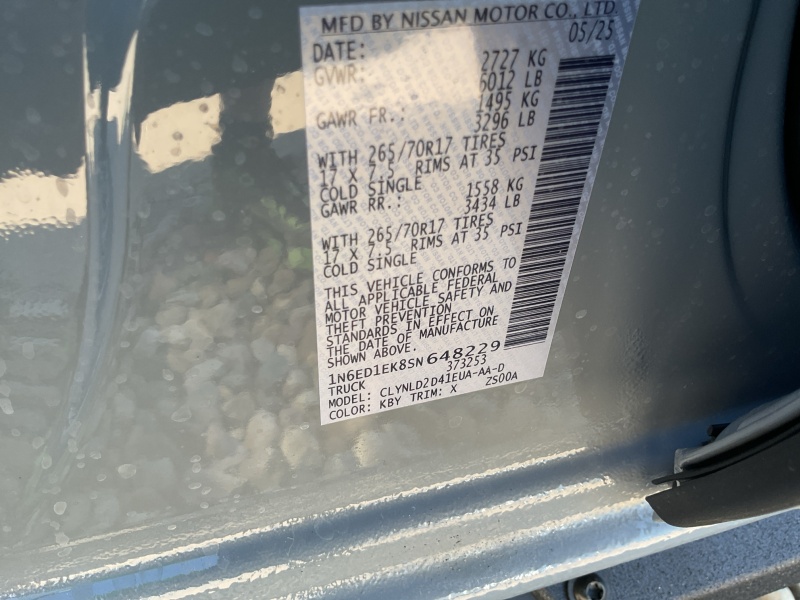 MFD BY NISSAN MOTOR CO., LTD.
DATE: 05/25
GVWR: 2727 KG
6012 LB
GAWR FR.: 1495 KG
3296 LB
WITH 265/70R17 TIRES
17 X 7.5 RIMS AT 35 PSI
COLD SINGLE
GAWR RR.: 1558 KG
3434 LB
WITH 265/70R17 TIRES
17 X 7.5 RIMS AT 35 PSI
COLD SINGLE
THIS VEHICLE CONFORMS TO
ALL APPLICABLE FEDERAL
MOTOR VEHICLE SAFETY AND
THEFT PREVENTION
STANDARDS IN EFFECT ON
THE DATE OF MANUFACTURE
SHOWN ABOVE.
1N6ED1EK8SN648229
TRUCK 373253
MODEL: CLYNLD2D41EUA-AA-D
COLOR: KBY TRIM: X ZS00A